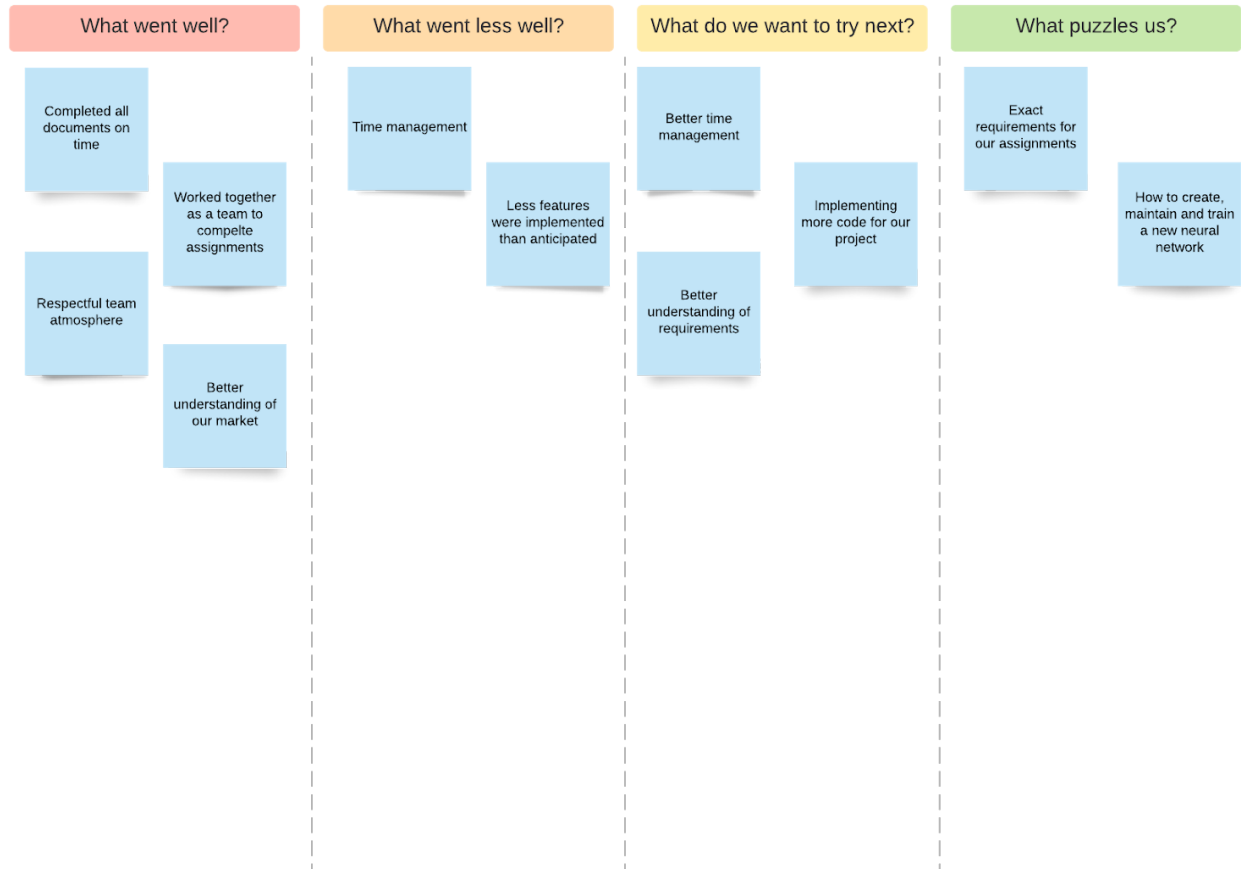 What went well?
Completed all
documents on
time
Worked together
as a team to
compelte
assignments
Respectful team
atmosphere
Better
understanding of
our market
What went less well?
Time management
Less features
were implemented
than anticipated
What do we want to try next?
Better time
management
Implementing
more code for our
project
Better
understanding of
requirements
What puzzles us?
Exact
requirements for
our assignments
How to create,
maintain and train
a new neural
network